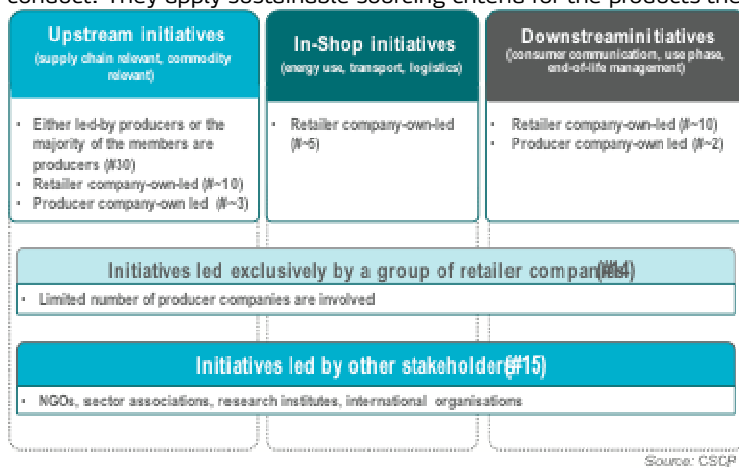 conduct. They apply sustainable sourcing criteria for the products the
Upstream initiatives
(supply chain relevant, commodity
relevant)
In-Shop initiatives
(energy use, transport, logistics)
Downstreaminitiatives
(consumer communication, use phase,
end-of-life management)
• Either led-by producers or the
majority of the members are
producers (#30)
• Retailer company-own-led (#~10)
• Producer company-own led (#~3)
• Retailer company-own-led
(#~5)
• Retailer company-own-led (#~10)
• Producer company-own led (#~2)
Initiatives led exclusively by a group of retailer companies(#14)
• Limited number of producer companies are involved
Initiatives led by other stakeholders(#15)
• NGOs, sector associations, research institutes, international organisations
Source: CSCP